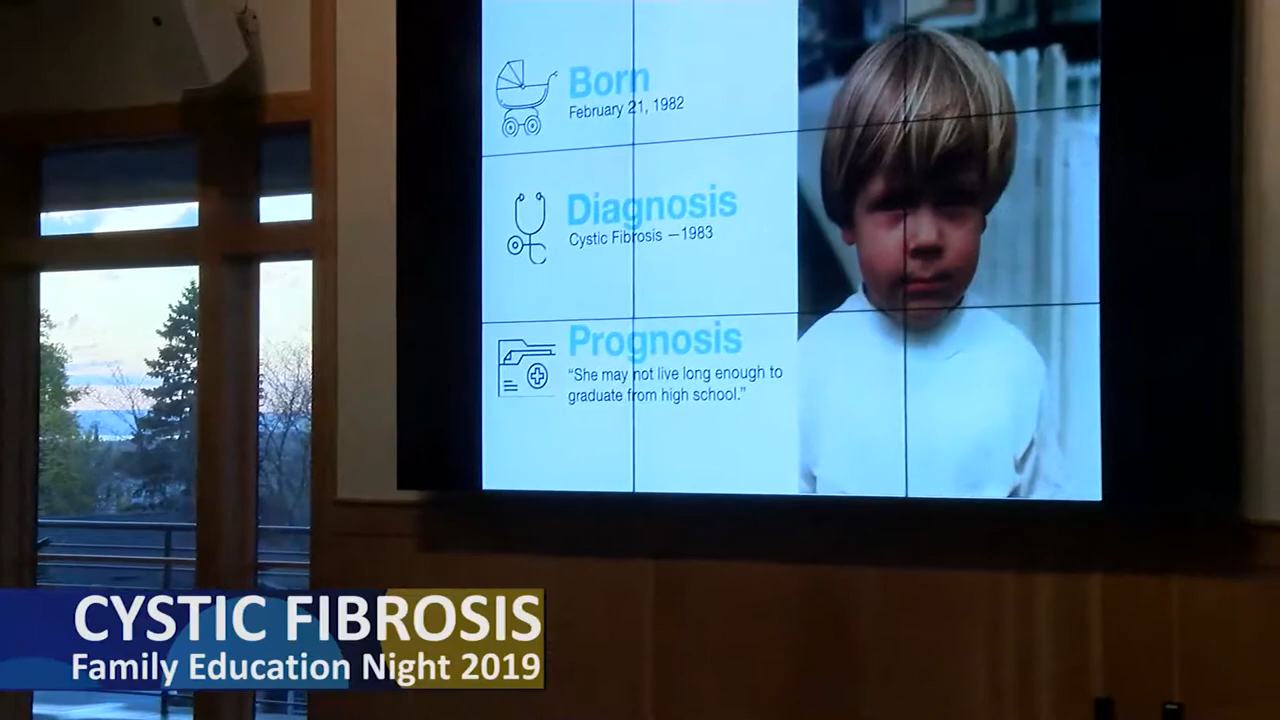 Born
February 21, 1982
Diagnosis
Cystic Fibrosis —1983
Prognosis
“She may not live long enough to
graduate from high school.”
CYSTIC FIBROSIS
Family Education Night 2019